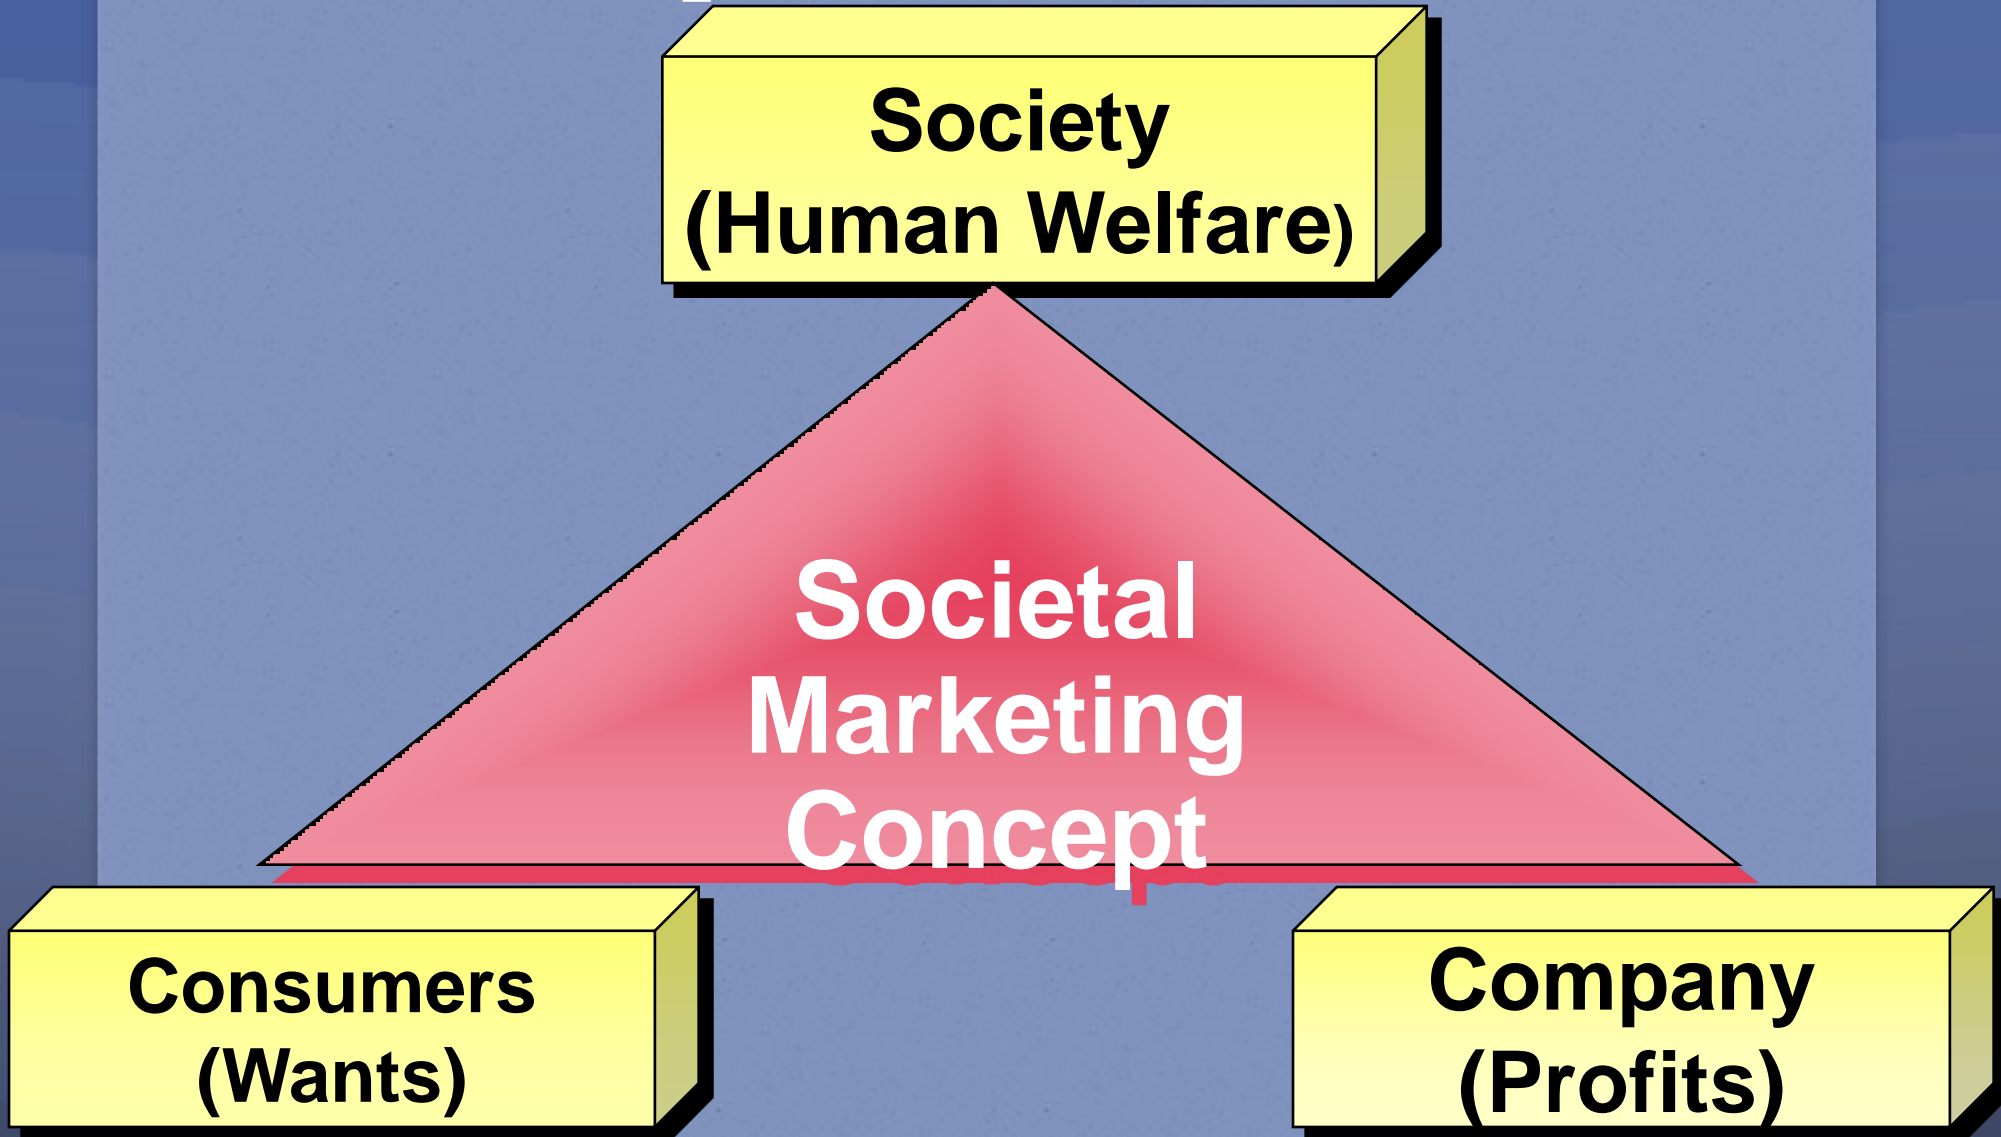 Society
(Human Welfare)
Societal
Marketing
Concept
Consumers
(Wants)
Company
(Profits)